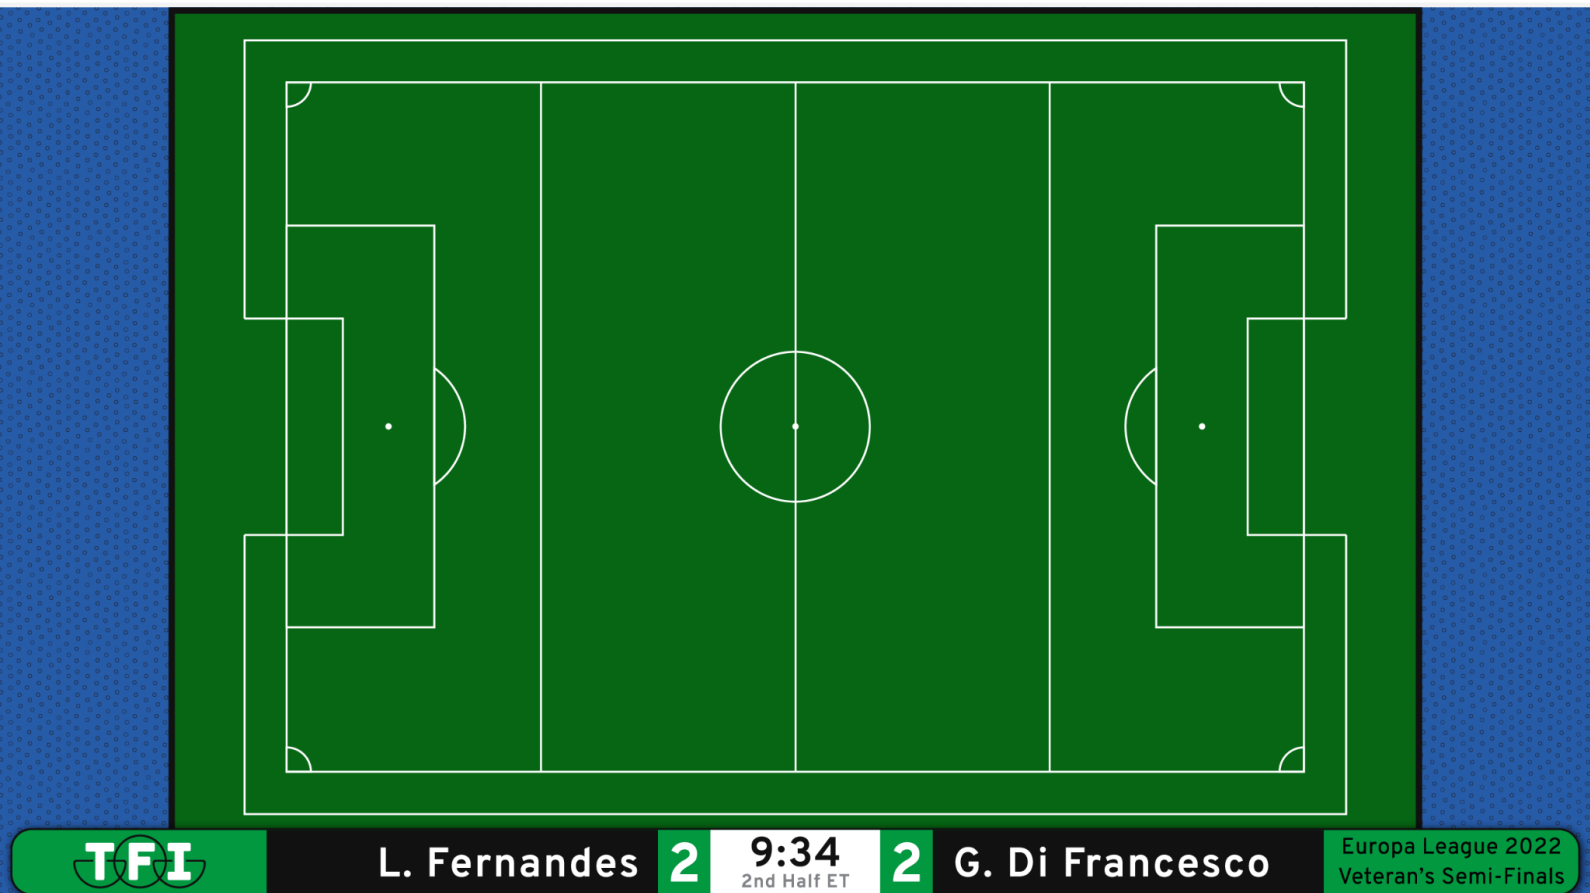 TFI
L. Fernandes 2
9:34
2nd Half ET
2 G. Di Francesco
Europa League 2022
Veteran's Semi-Finals